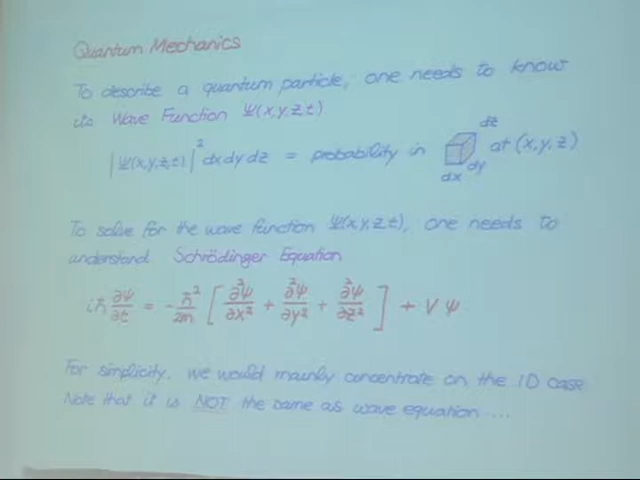 Quantum Mechanics
To describe a quantum particle, one needs to know
its Wave Function Ψ(x,y,z,t)
|Ψ(x,y,z,t)|² dx dy dz = probability in dx dy dz at (x,y,z)
To solve for the wave function Ψ(x,y,z,t), one needs to
understand Schrödinger Equation
iħ ∂Ψ/∂t = -ħ²/2m [∂²Ψ/∂x² + ∂²Ψ/∂y² + ∂²Ψ/∂z²] + VΨ
For simplicity, we would mainly concentrate on the 1D case
Note that it is NOT the same as wave equation ...